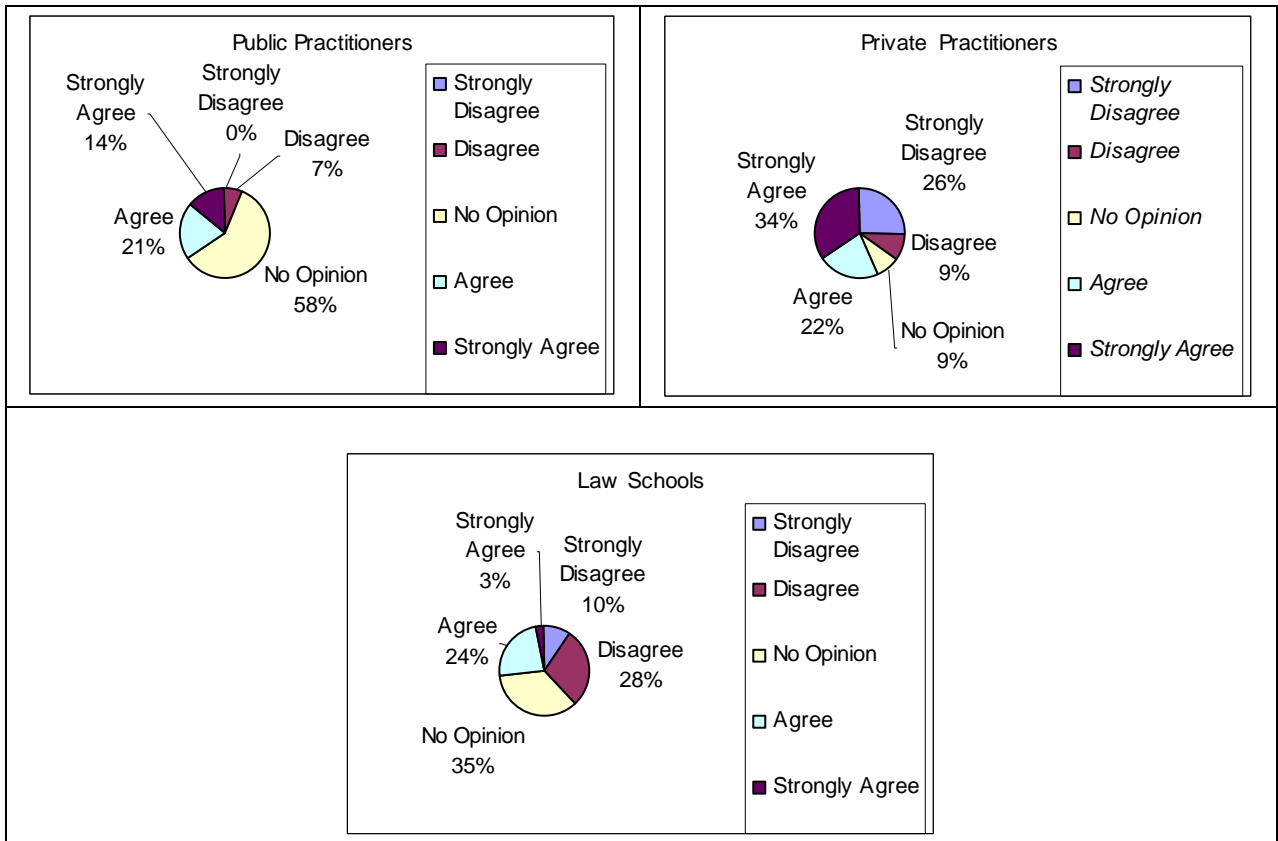 Public Practitioners
Strongly
Agree
14%
Strongly
Disagree
0%
Disagree
7%
Agree
21%
No Opinion
58%
Strongly
Disagree
Disagree
No Opinion
Agree
Strongly Agree
Private Practitioners
Strongly
Disagree
26%
Strongly
Agree
34%
Disagree
9%
Agree
22%
No Opinion
9%
Strongly
Disagree
Disagree
No Opinion
Agree
Strongly Agree
Law Schools
Strongly
Agree
3%
Strongly
Disagree
10%
Agree
24%
Disagree
28%
No Opinion
35%
Strongly
Disagree
Disagree
No Opinion
Agree
Strongly Agree